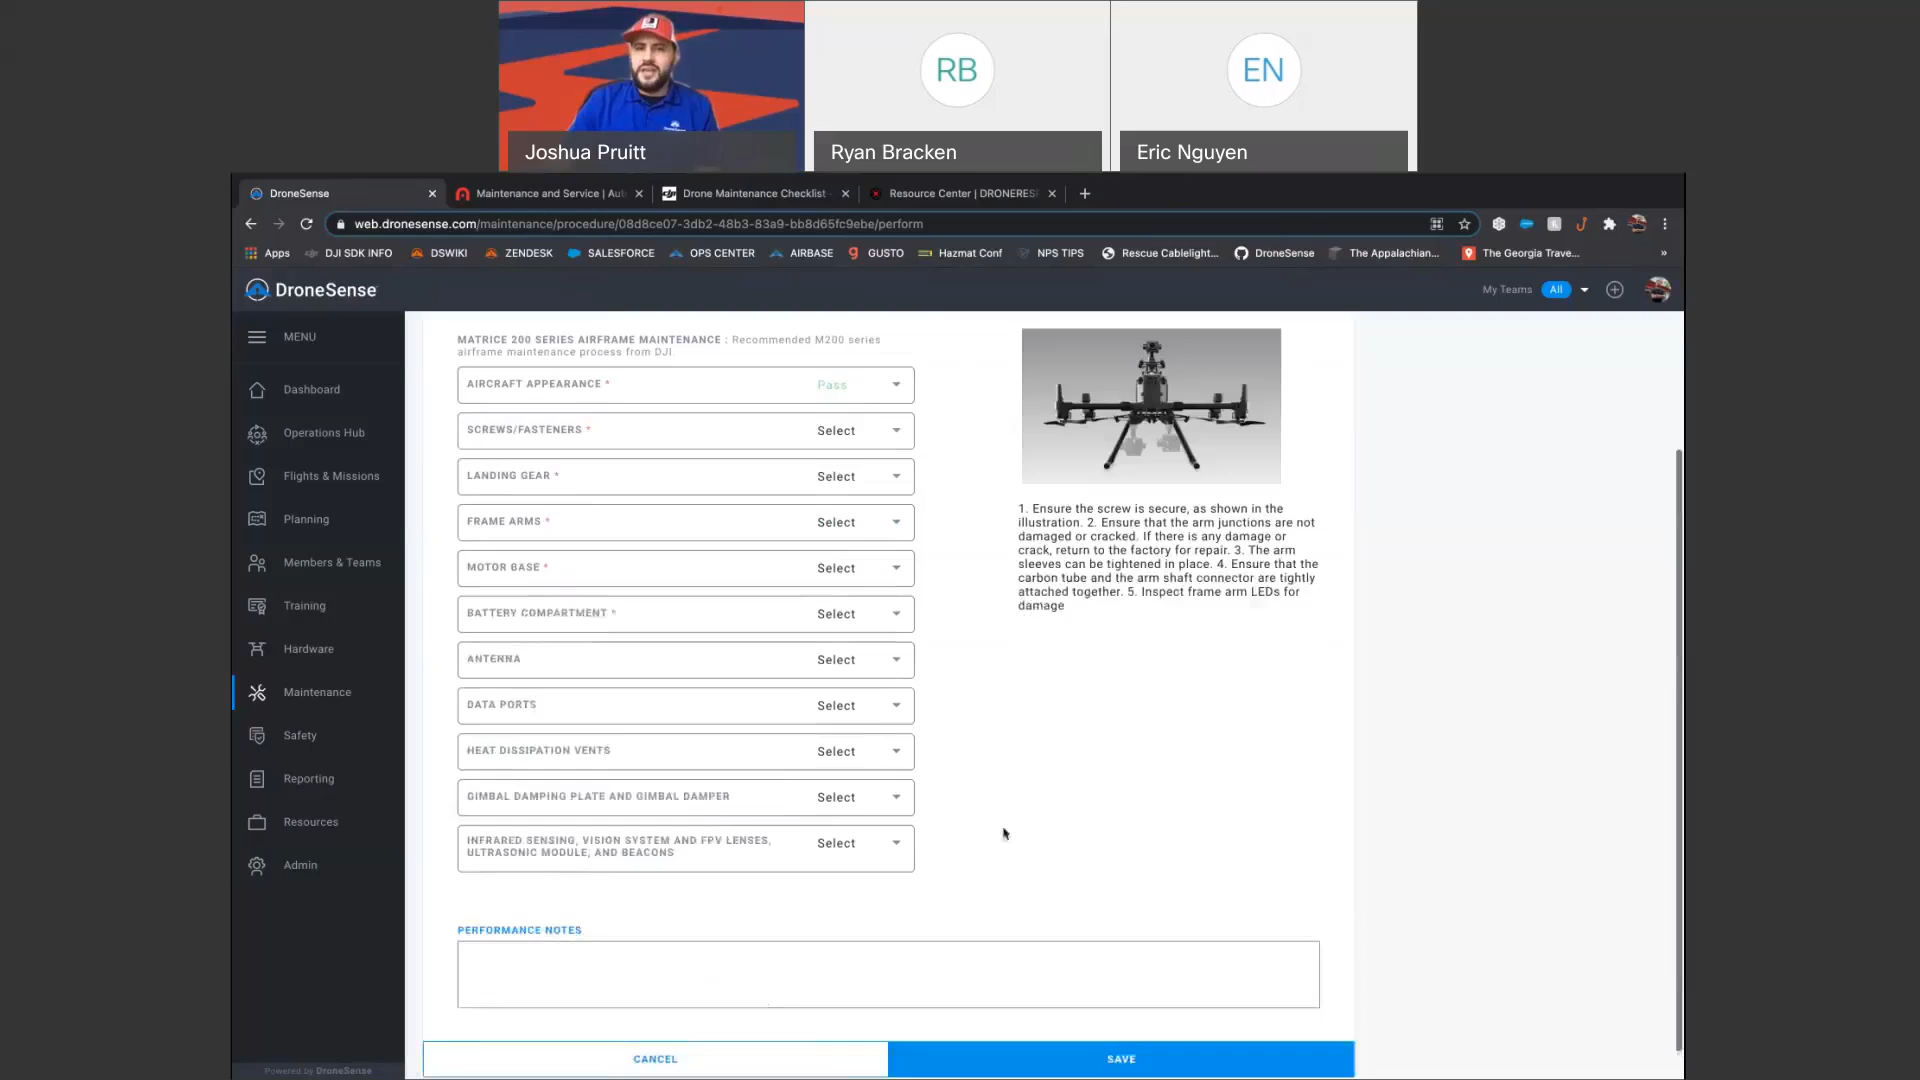 RB
EN
Joshua Pruitt
Ryan Bracken
Eric Nguyen
DroneSense
Maintenance and Service | Aut
Drone Maintenance Checklist
Resource Center | DRONERES
web.dronesense.com/maintenance/procedure/08d8ce07-3db2-48b3-83a9-bb8d65fc9ebe/perform
Apps
DJI SDK INFO
DSWIKI
ZENDESK
SALESFORCE
OPS CENTER
AIRBASE
GUSTO
Hazmat Conf
NPS TIPS
Rescue Cablelight...
DroneSense
The Appalachian...
The Georgia Trave...
»
DroneSense
My Teams All
MENU
Dashboard
Operations Hub
Flights & Missions
Planning
Members & Teams
Training
Hardware
Maintenance
Safety
Reporting
Resources
Admin
Powered by DroneSense
MATRICE 200 SERIES AIRFRAME MAINTENANCE : Recommended M200 series
airframe maintenance process from DJI
AIRCRAFT APPEARANCE * Pass
SCREWS/FASTENERS * Select
LANDING GEAR * Select
FRAME ARMS * Select
MOTOR BASE * Select
BATTERY COMPARTMENT * Select
ANTENNA Select
DATA PORTS Select
HEAT DISSIPATION VENTS Select
GIMBAL DAMPING PLATE AND GIMBAL DAMPER Select
INFRARED SENSING, VISION SYSTEM AND FPV LENSES, Select
ULTRASONIC MODULE, AND BEACONS
1. Ensure the screw is secure, as shown in the
illustration. 2. Ensure that the arm junctions are not
damaged or cracked. If there is any damage or
crack, return to the factory for repair. 3. The arm
sleeves can be tightened in place. 4. Ensure that the
carbon tube and the arm shaft connector are tightly
attached together. 5. Inspect frame arm LEDs for
damage
PERFORMANCE NOTES
CANCEL
SAVE